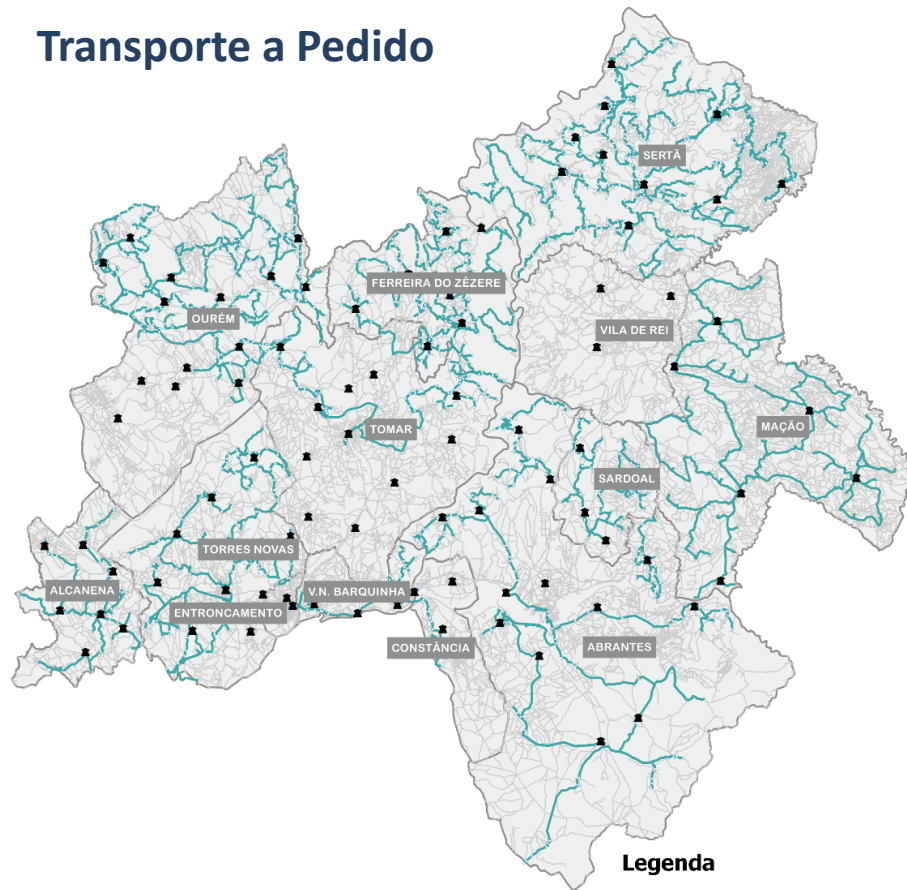 Transporte a Pedido
SERTÃ
FERREIRA DO ZÊZERE
OURÉM
VILA DE REI
TOMAR
MAÇÃO
SARDOAL
TORRES NOVAS
ALCANENA
V.N. BARQUINHA
ENTRONCAMENTO
CONSTÂNCIA
ABRANTES
Legenda